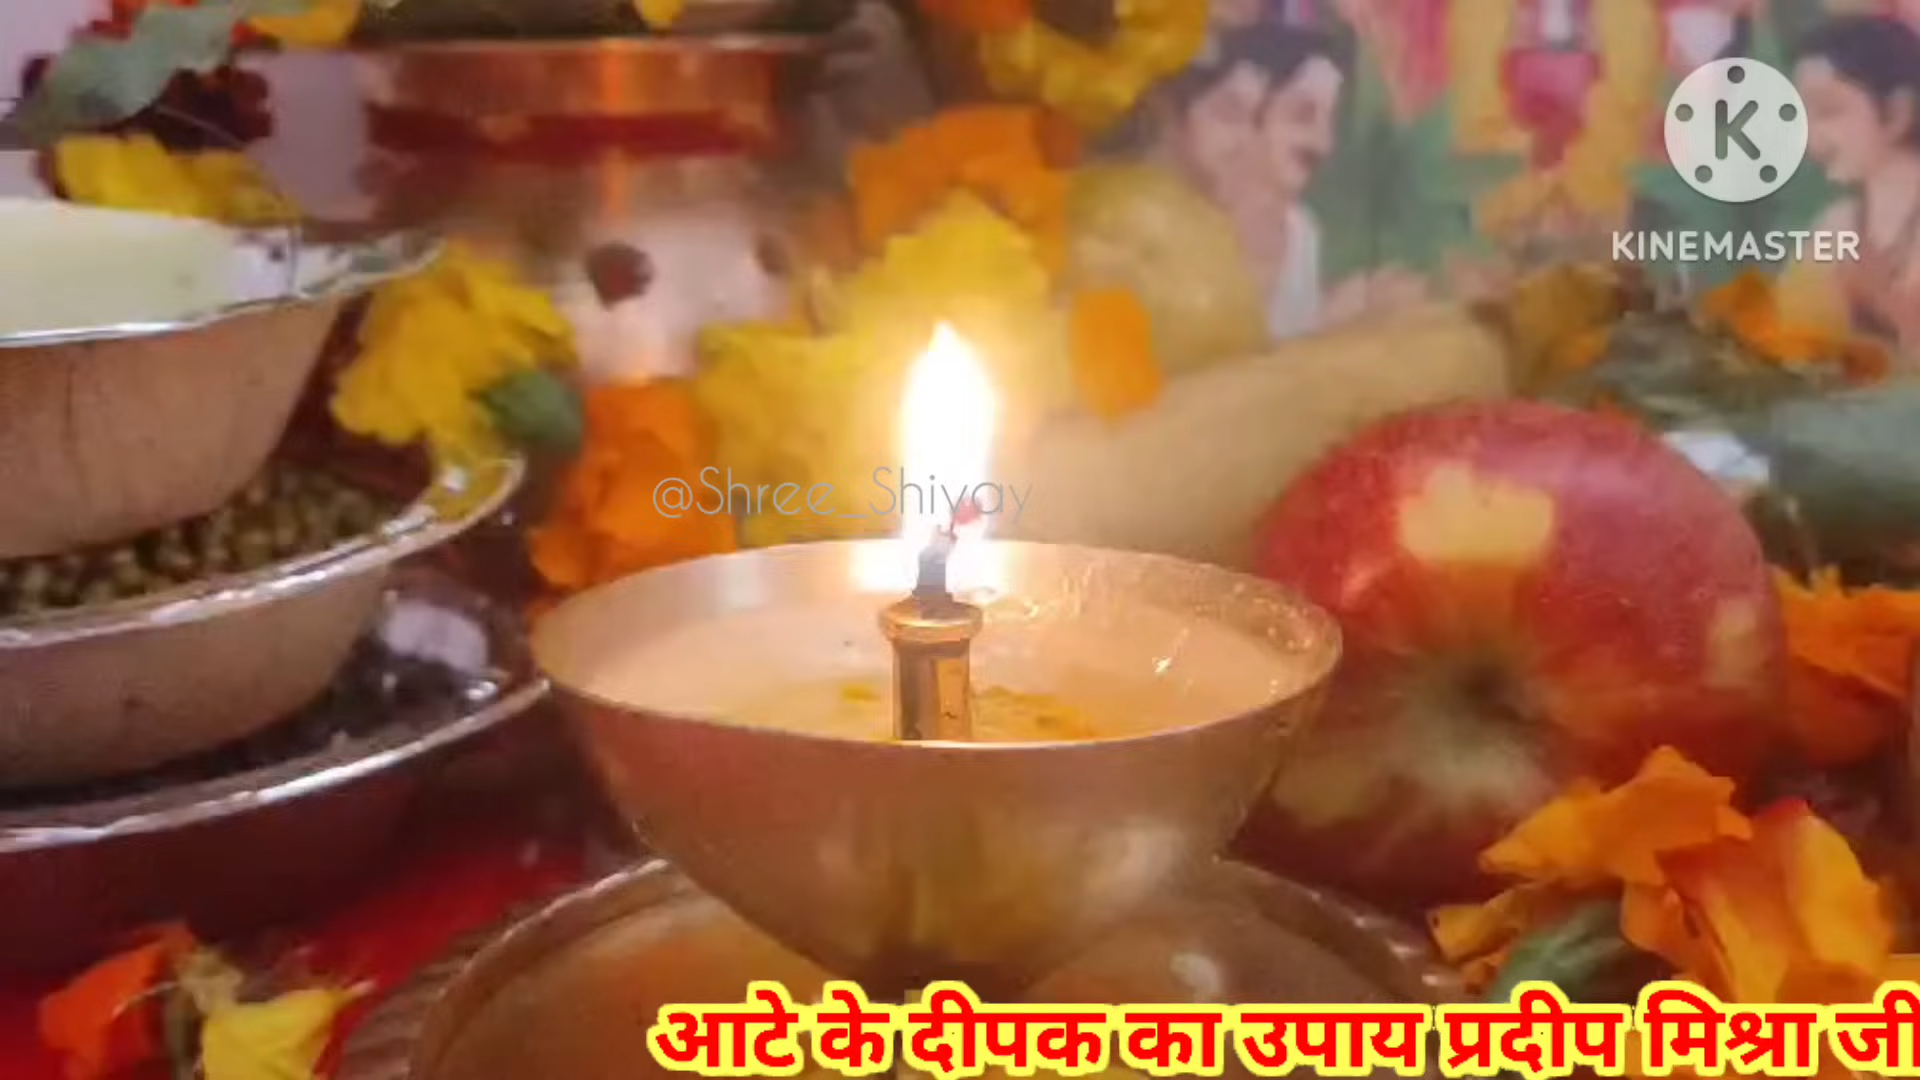 K
KINEMASTER
@Shree_Shivay
आटे के दीपक का उपाय प्रदीप मिश्रा जी